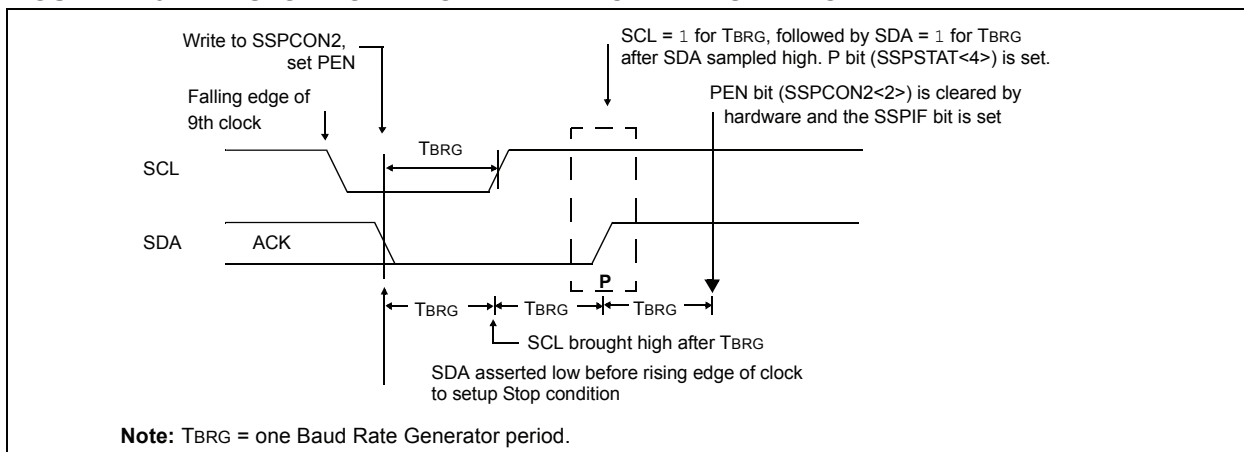 Write to SSPCON2,
set PEN
SCL = 1 for TBRG, followed by SDA = 1 for TBRG
after SDA sampled high. P bit (SSPSTAT<4>) is set.
Falling edge of
9th clock
PEN bit (SSPCON2<2>) is cleared by
hardware and the SSPIF bit is set
TBRG
SCL
SDA
ACK
P
TBRG
TBRG
TBRG
SCL brought high after TBRG
SDA asserted low before rising edge of clock
to setup Stop condition
Note: TBRG = one Baud Rate Generator period.